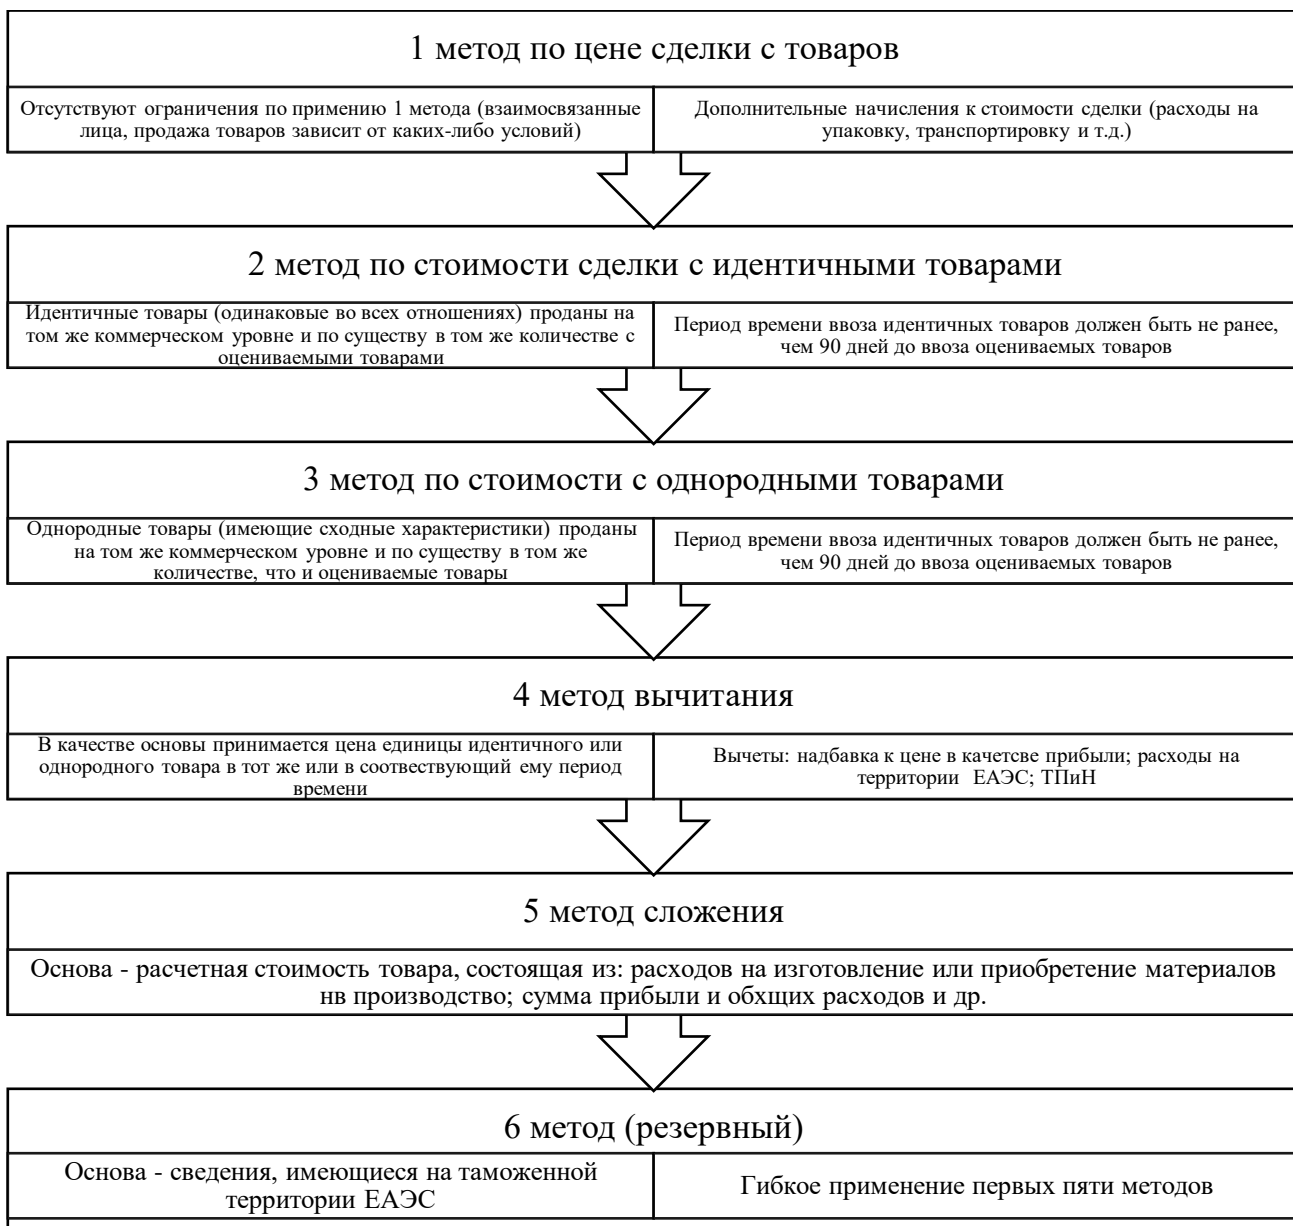 1 метод по цене сделки с товаров
Отсутствуют ограничения по примению 1 метода (взаимосвязанные
лица, продажа товаров зависит от каких-либо условий)
Дополнительные начисления к стоимости сделки (расходы на
упаковку, транспортировку и т.д.)
2 метод по стоимости сделки с идентичными товарами
Идентичные товары (одинаковые во всех отношениях) проданы на
том же коммерческом уровне и по существу в том же количестве с
оцениваемыми товарами
Период времени ввоза идентичных товаров должен быть не ранее,
чем 90 дней до ввоза оцениваемых товаров
3 метод по стоимости с однородными товарами
Однородные товары (имеющие сходные характеристики) проданы
на том же коммерческом уровне и по существу в том же
количестве, что и оцениваемые товары
Период времени ввоза идентичных товаров должен быть не ранее,
чем 90 дней до ввоза оцениваемых товаров
4 метод вычитания
В качестве основы принимается цена единицы идентичного или
однородного товара в тот же или в соотвествующий ему период
времени
Вычеты: надбавка к цене в качетсве прибыли; расходы на
территории ЕАЭС; ТПиН
5 метод сложения
Основа - расчетная стоимость товара, состоящая из: расходов на изготовление или приобретение материалов
нв производство; сумма прибыли и обхщих расходов и др.
6 метод (резервный)
Основа - сведения, имеющиеся на таможенной
территории ЕАЭС
Гибкое применение первых пяти методов